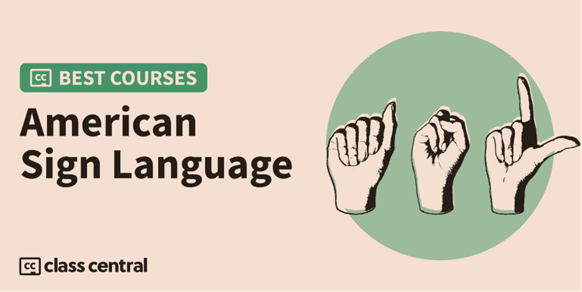 CC BEST COURSES
American
Sign Language
CC class central